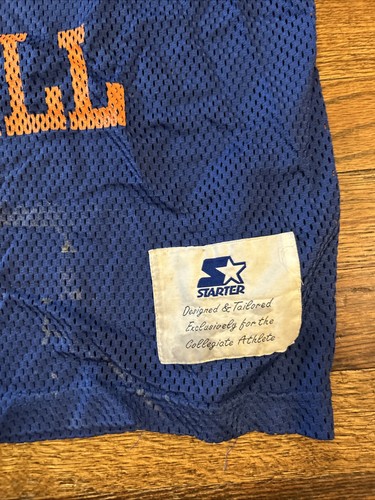 LL
STARTER
Designed & Tailored
Exclusively for the
Collegiate Athlete